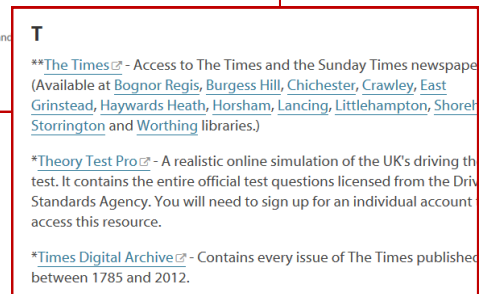 T
**The Times - Access to The Times and the Sunday Times newspape
(Available at Bognor Regis, Burgess Hill, Chichester, Crawley, East
Grinstead, Haywards Heath, Horsham, Lancing, Littlehampton, Shoreh
Storrington and Worthing libraries.)
*Theory Test Pro - A realistic online simulation of the UK's driving th
test. It contains the entire official test questions licensed from the Driv
Standards Agency. You will need to sign up for an individual account
access this resource.
*Times Digital Archive - Contains every issue of The Times published
between 1785 and 2012.